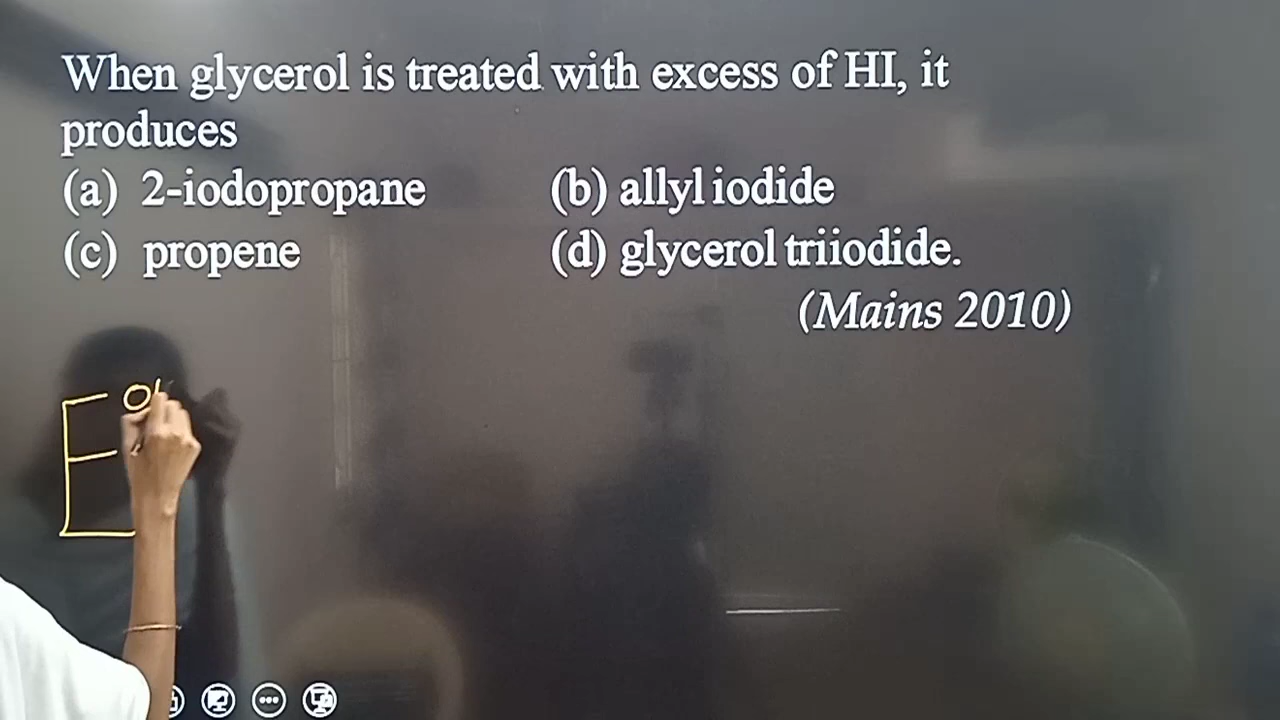 When glycerol is treated with excess of HI, it
produces
(a) 2-iodopropane (b) allyl iodide
(c) propene (d) glycerol triiodide.
(Mains 2010)